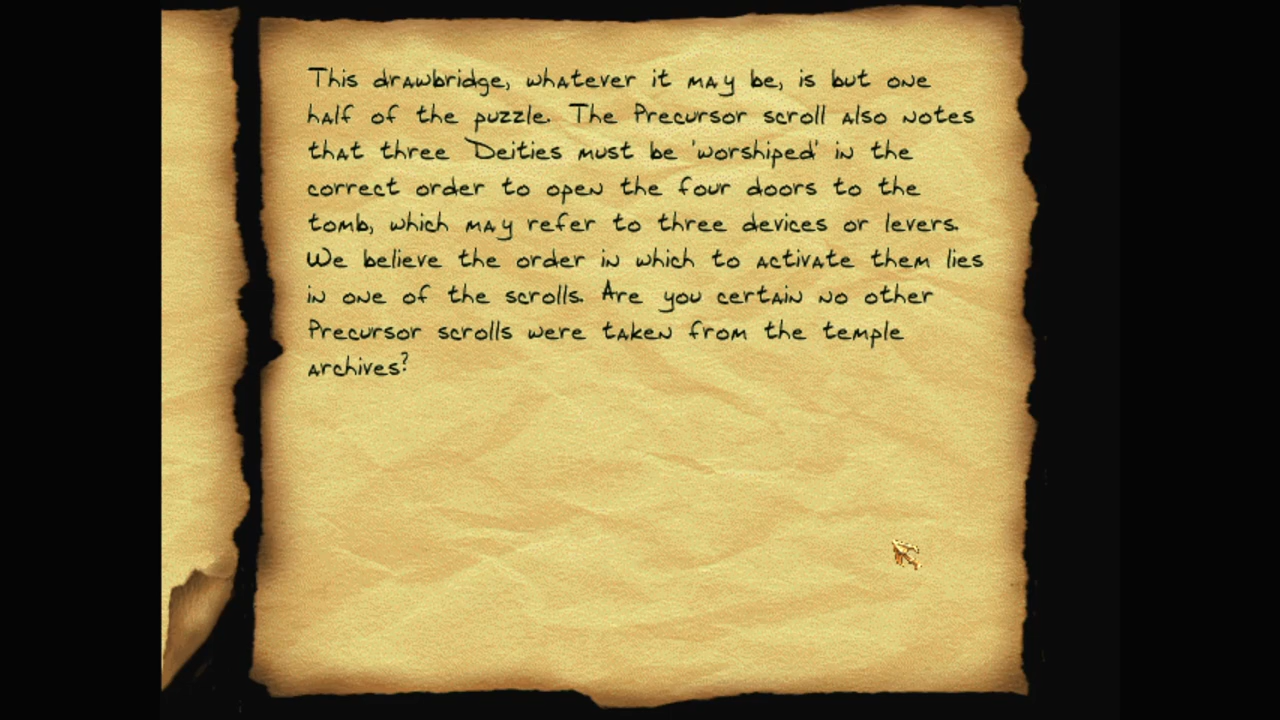 This drawbridge, whatever it may be, is but one
half of the puzzle. The Precursor scroll also notes
that three Deities must be 'worshiped' in the
correct order to open the four doors to the
tomb, which may refer to three devices or levers.
We believe the order in which to activate them lies
in one of the scrolls. Are you certain no other
Precursor scrolls were taken from the temple
archives?